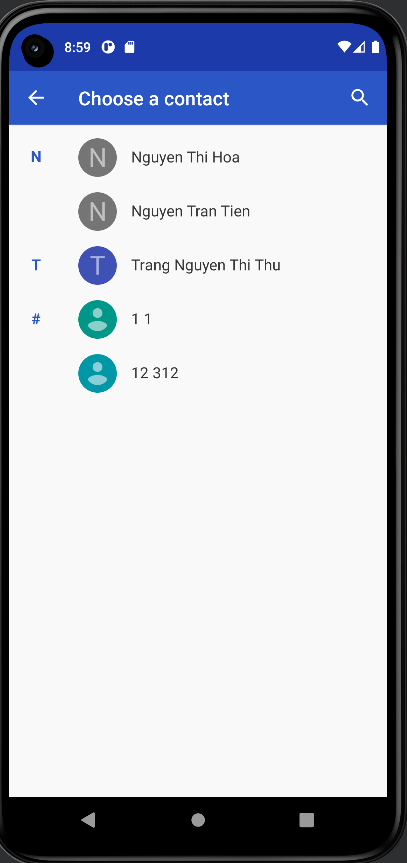 8:59
Choose a contact
N
N
Nguyen Thi Hoa
N
Nguyen Tran Tien
T
T
Trang Nguyen Thi Thu
#
1 1
12 312